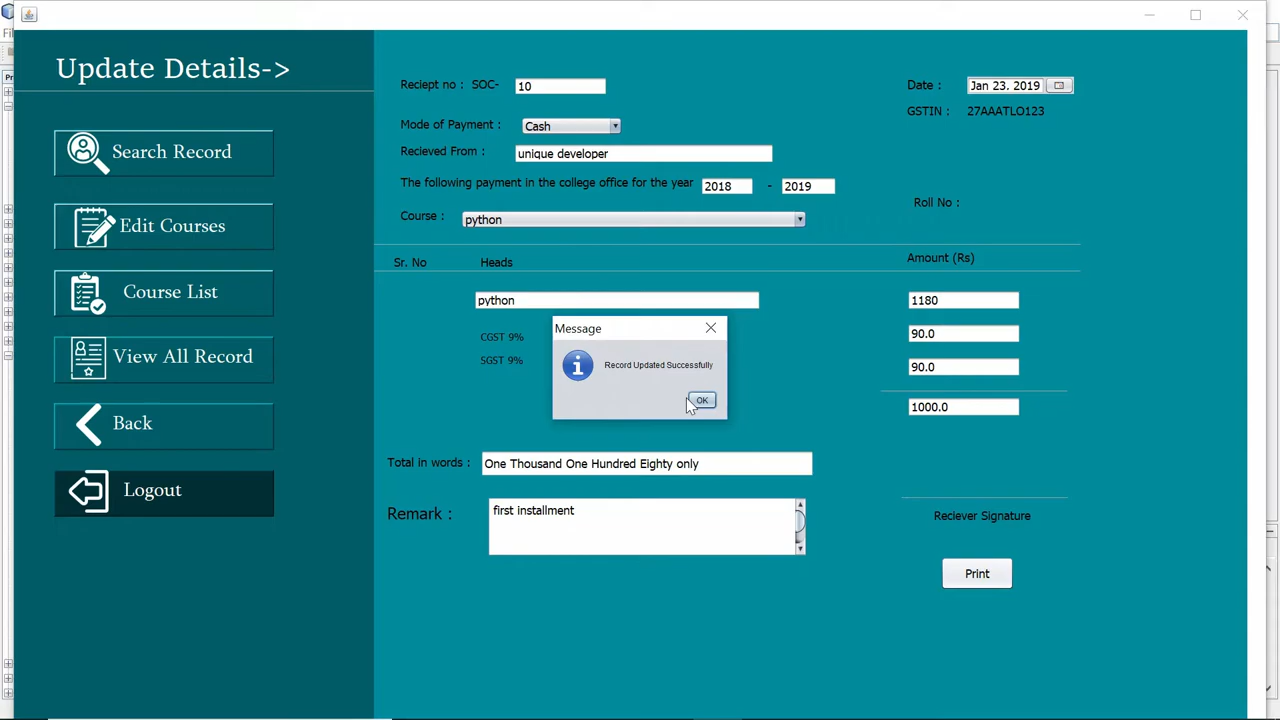 Fi
Pr
Update Details->
Search Record
Edit Courses
Course List
View All Record
Back
Logout
Reciept no : SOC- 10
Date : Jan 23, 2019
GSTIN : 27AAATLO123
Mode of Payment : Cash
Recieved From : unique developer
The following payment in the college office for the year 2018 - 2019
Roll No :
Course : python
Sr. No Heads Amount (Rs)
python 1180
CGST 9% 90.0
SGST 9% 90.0
1000.0
Message
Record Updated Successfully
OK
Total in words : One Thousand One Hundred Eighty only
Remark : first installment
Reciever Signature
Print